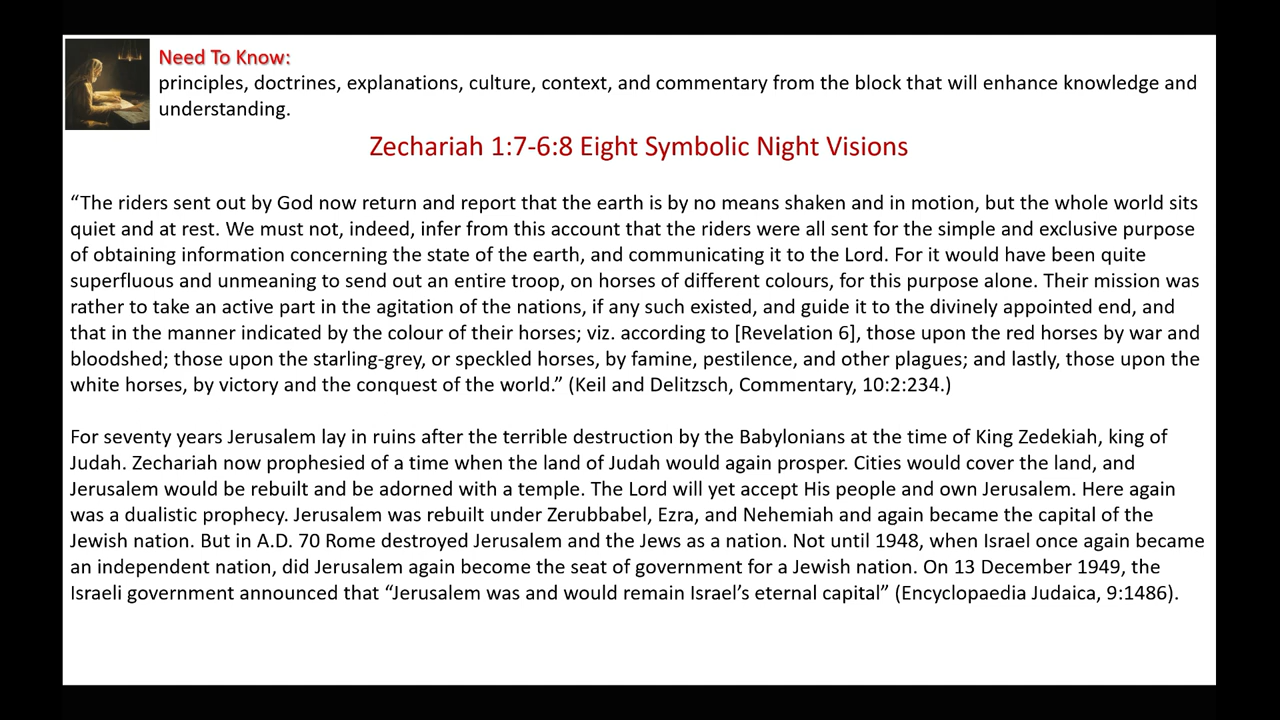 Need To Know:
principles, doctrines, explanations, culture, context, and commentary from the block that will enhance knowledge and
understanding.
Zechariah 1:7-6:8 Eight Symbolic Night Visions
“The riders sent out by God now return and report that the earth is by no means shaken and in motion, but the whole world sits
quiet and at rest. We must not, indeed, infer from this account that the riders were all sent for the simple and exclusive purpose
of obtaining information concerning the state of the earth, and communicating it to the Lord. For it would have been quite
superfluous and unmeaning to send out an entire troop, on horses of different colours, for this purpose alone. Their mission was
rather to take an active part in the agitation of the nations, if any such existed, and guide it to the divinely appointed end, and
that in the manner indicated by the colour of their horses; viz. according to [Revelation 6], those upon the red horses by war and
bloodshed; those upon the starling-grey, or speckled horses, by famine, pestilence, and other plagues; and lastly, those upon the
white horses, by victory and the conquest of the world.” (Keil and Delitzsch, Commentary, 10:2:234.)
For seventy years Jerusalem lay in ruins after the terrible destruction by the Babylonians at the time of King Zedekiah, king of
Judah. Zechariah now prophesied of a time when the land of Judah would again prosper. Cities would cover the land, and
Jerusalem would be rebuilt and be adorned with a temple. The Lord will yet accept His people and own Jerusalem. Here again
was a dualistic prophecy. Jerusalem was rebuilt under Zerubbabel, Ezra, and Nehemiah and again became the capital of the
Jewish nation. But in A.D. 70 Rome destroyed Jerusalem and the Jews as a nation. Not until 1948, when Israel once again became
an independent nation, did Jerusalem again become the seat of government for a Jewish nation. On 13 December 1949, the
Israeli government announced that “Jerusalem was and would remain Israel’s eternal capital” (Encyclopaedia Judaica, 9:1486).